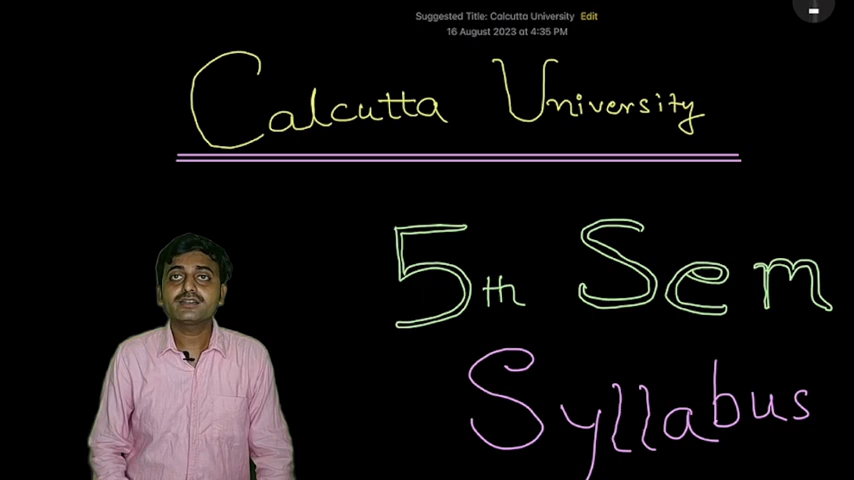 Suggested Title: Calcutta University Edit
16 August 2023 at 4:35 PM
Calcutta University
5th Sem
Syllabus